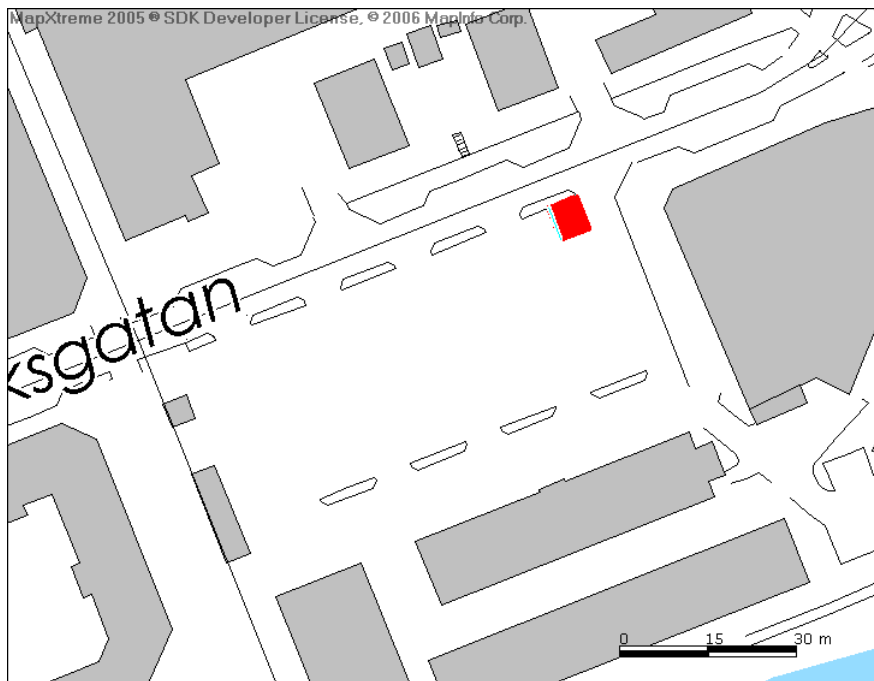 MapXtreme 2005 ® SDK Developer License, © 2006 MapInfo Corp.
ksgatan
0 15 30 m